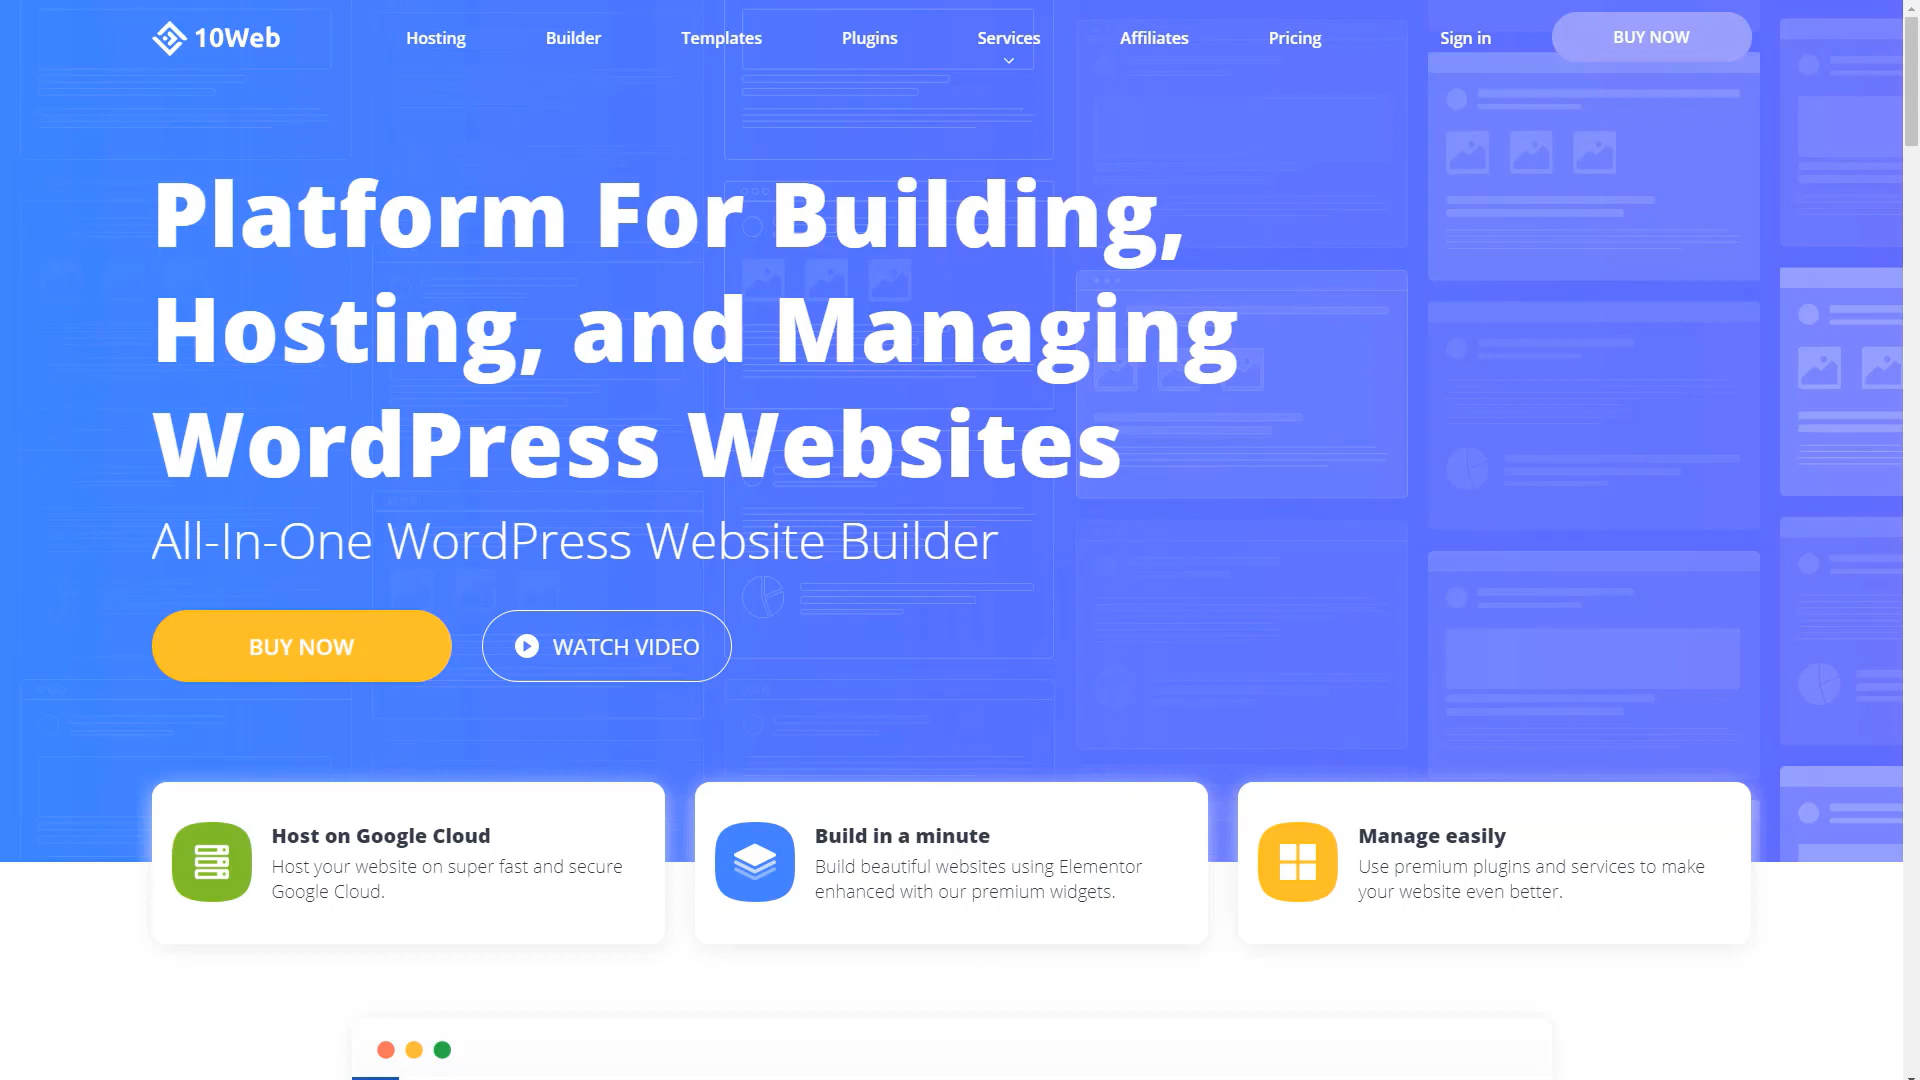 10Web
Hosting
Builder
Templates
Plugins
Services
Affiliates
Pricing
Sign in
BUY NOW
Platform For Building,
Hosting, and Managing
WordPress Websites
All-In-One WordPress Website Builder
BUY NOW
WATCH VIDEO
Host on Google Cloud
Host your website on super fast and secure
Google Cloud.
Build in a minute
Build beautiful websites using Elementor
enhanced with our premium widgets.
Manage easily
Use premium plugins and services to make
your website even better.